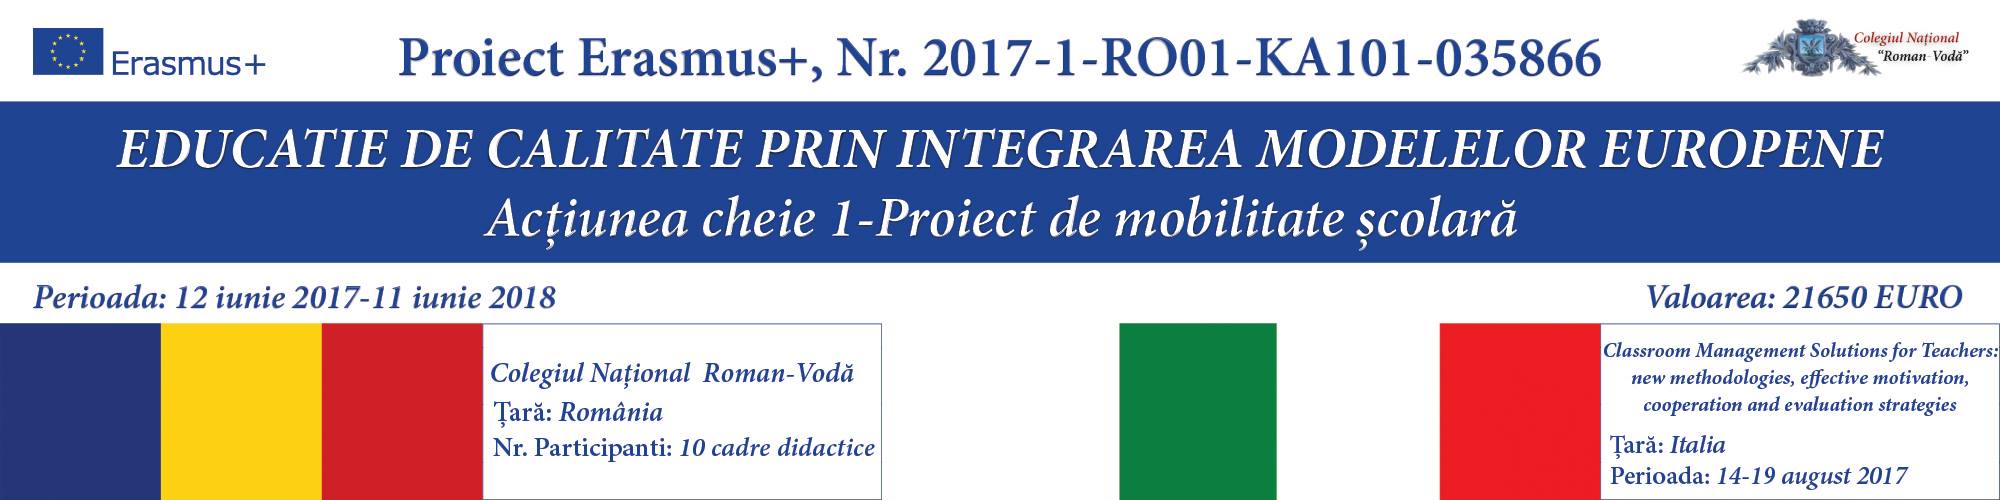 Erasmus+
Proiect Erasmus+, Nr. 2017-1-RO01-KA101-035866
Colegiul Național
“Roman-Vodă”
EDUCATIE DE CALITATE PRIN INTEGRAREA MODELELOR EUROPENE
Acțiunea cheie 1-Proiect de mobilitate școlară
Perioada: 12 iunie 2017-11 iunie 2018
Valoarea: 21650 EURO
Colegiul Național Roman-Vodă
Țară: România
Nr. Participanti: 10 cadre didactice
Classroom Management Solutions for Teachers:
new methodologies, effective motivation,
cooperation and evaluation strategies
Țară: Italia
Perioada: 14-19 august 2017